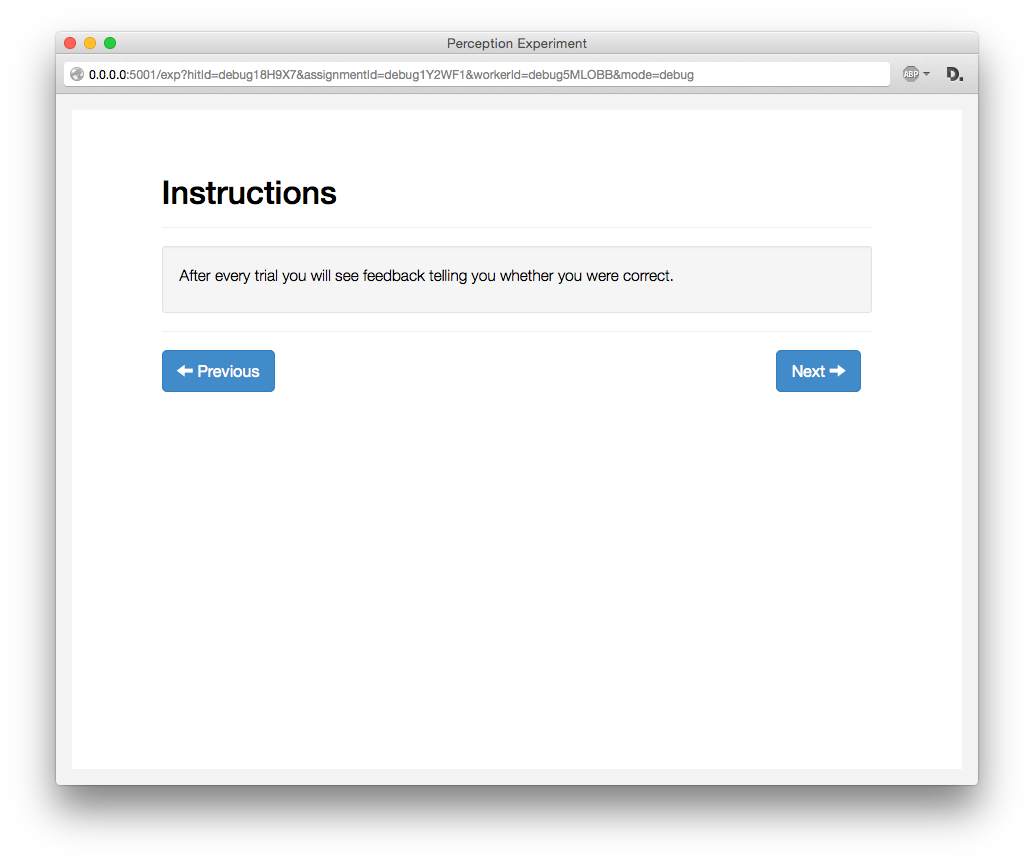 Perception Experiment
0.0.0.0:5001/exp?hitId=debug18H9X7&assignmentId=debug1Y2WF1&workerId=debug5MLOBB&mode=debug
ABP
D.
Instructions
After every trial you will see feedback telling you whether you were correct.
Previous
Next